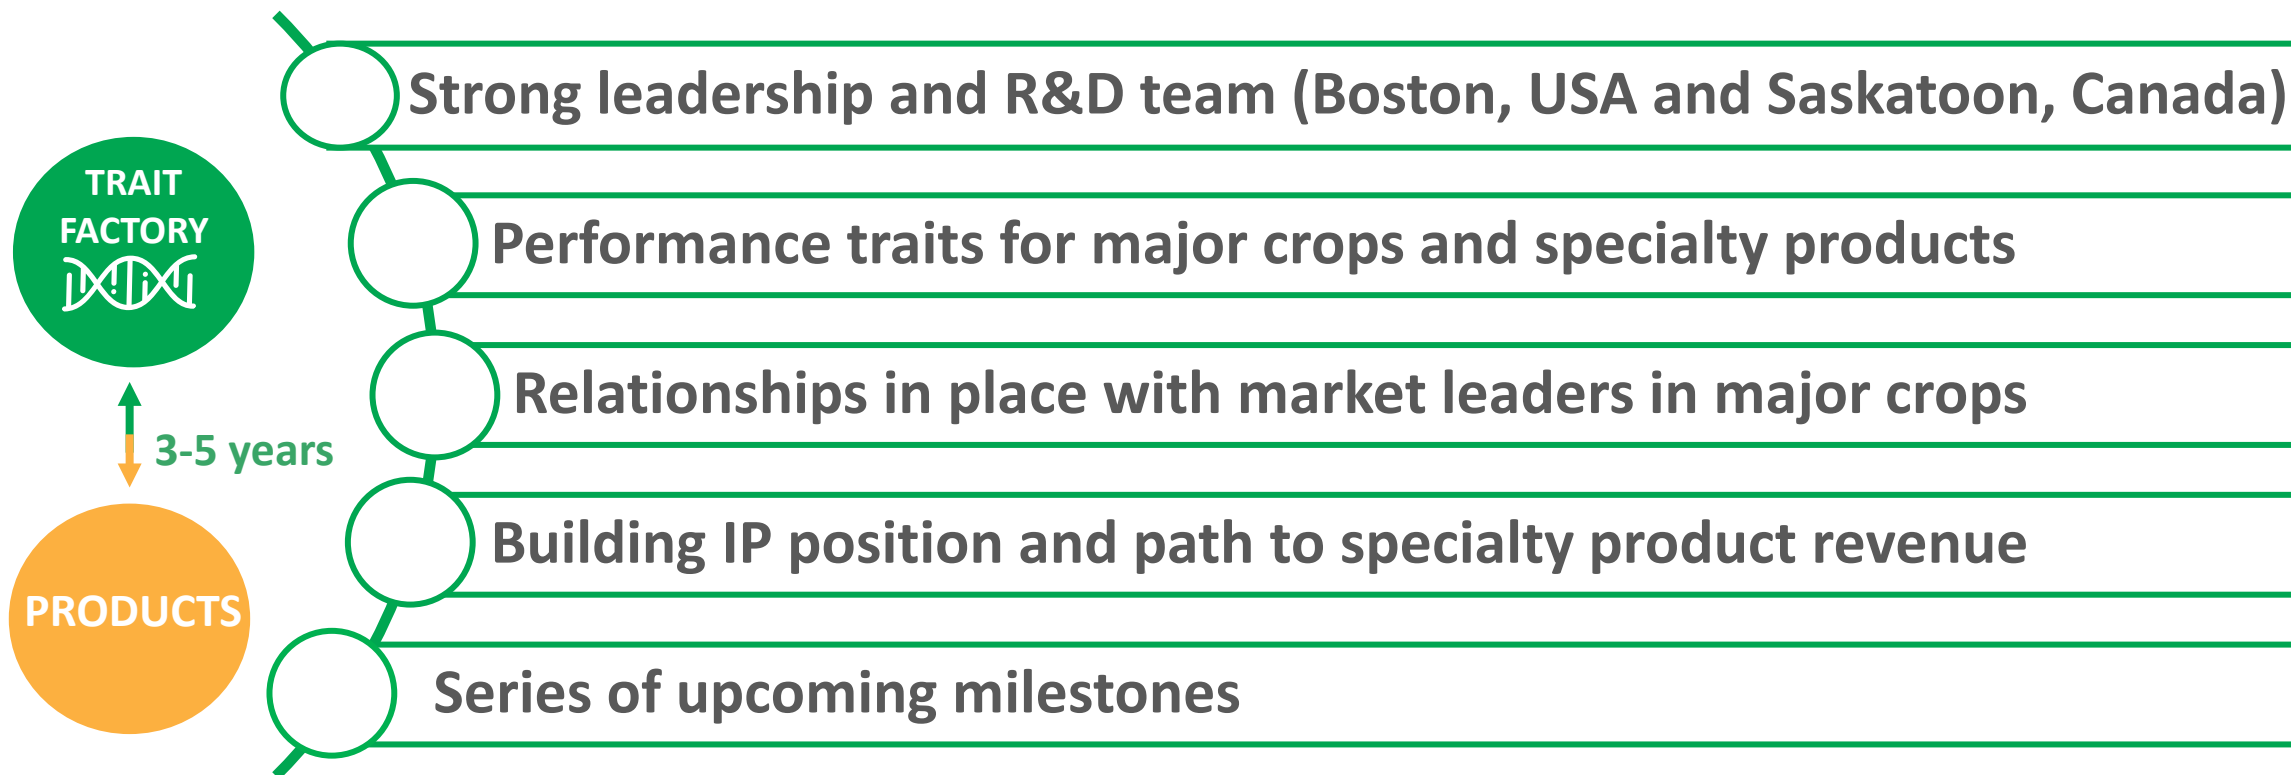 TRAIT
FACTORY
3-5 years
PRODUCTS
Strong leadership and R&D team (Boston, USA and Saskatoon, Canada)
Performance traits for major crops and specialty products
Relationships in place with market leaders in major crops
Building IP position and path to specialty product revenue
Series of upcoming milestones